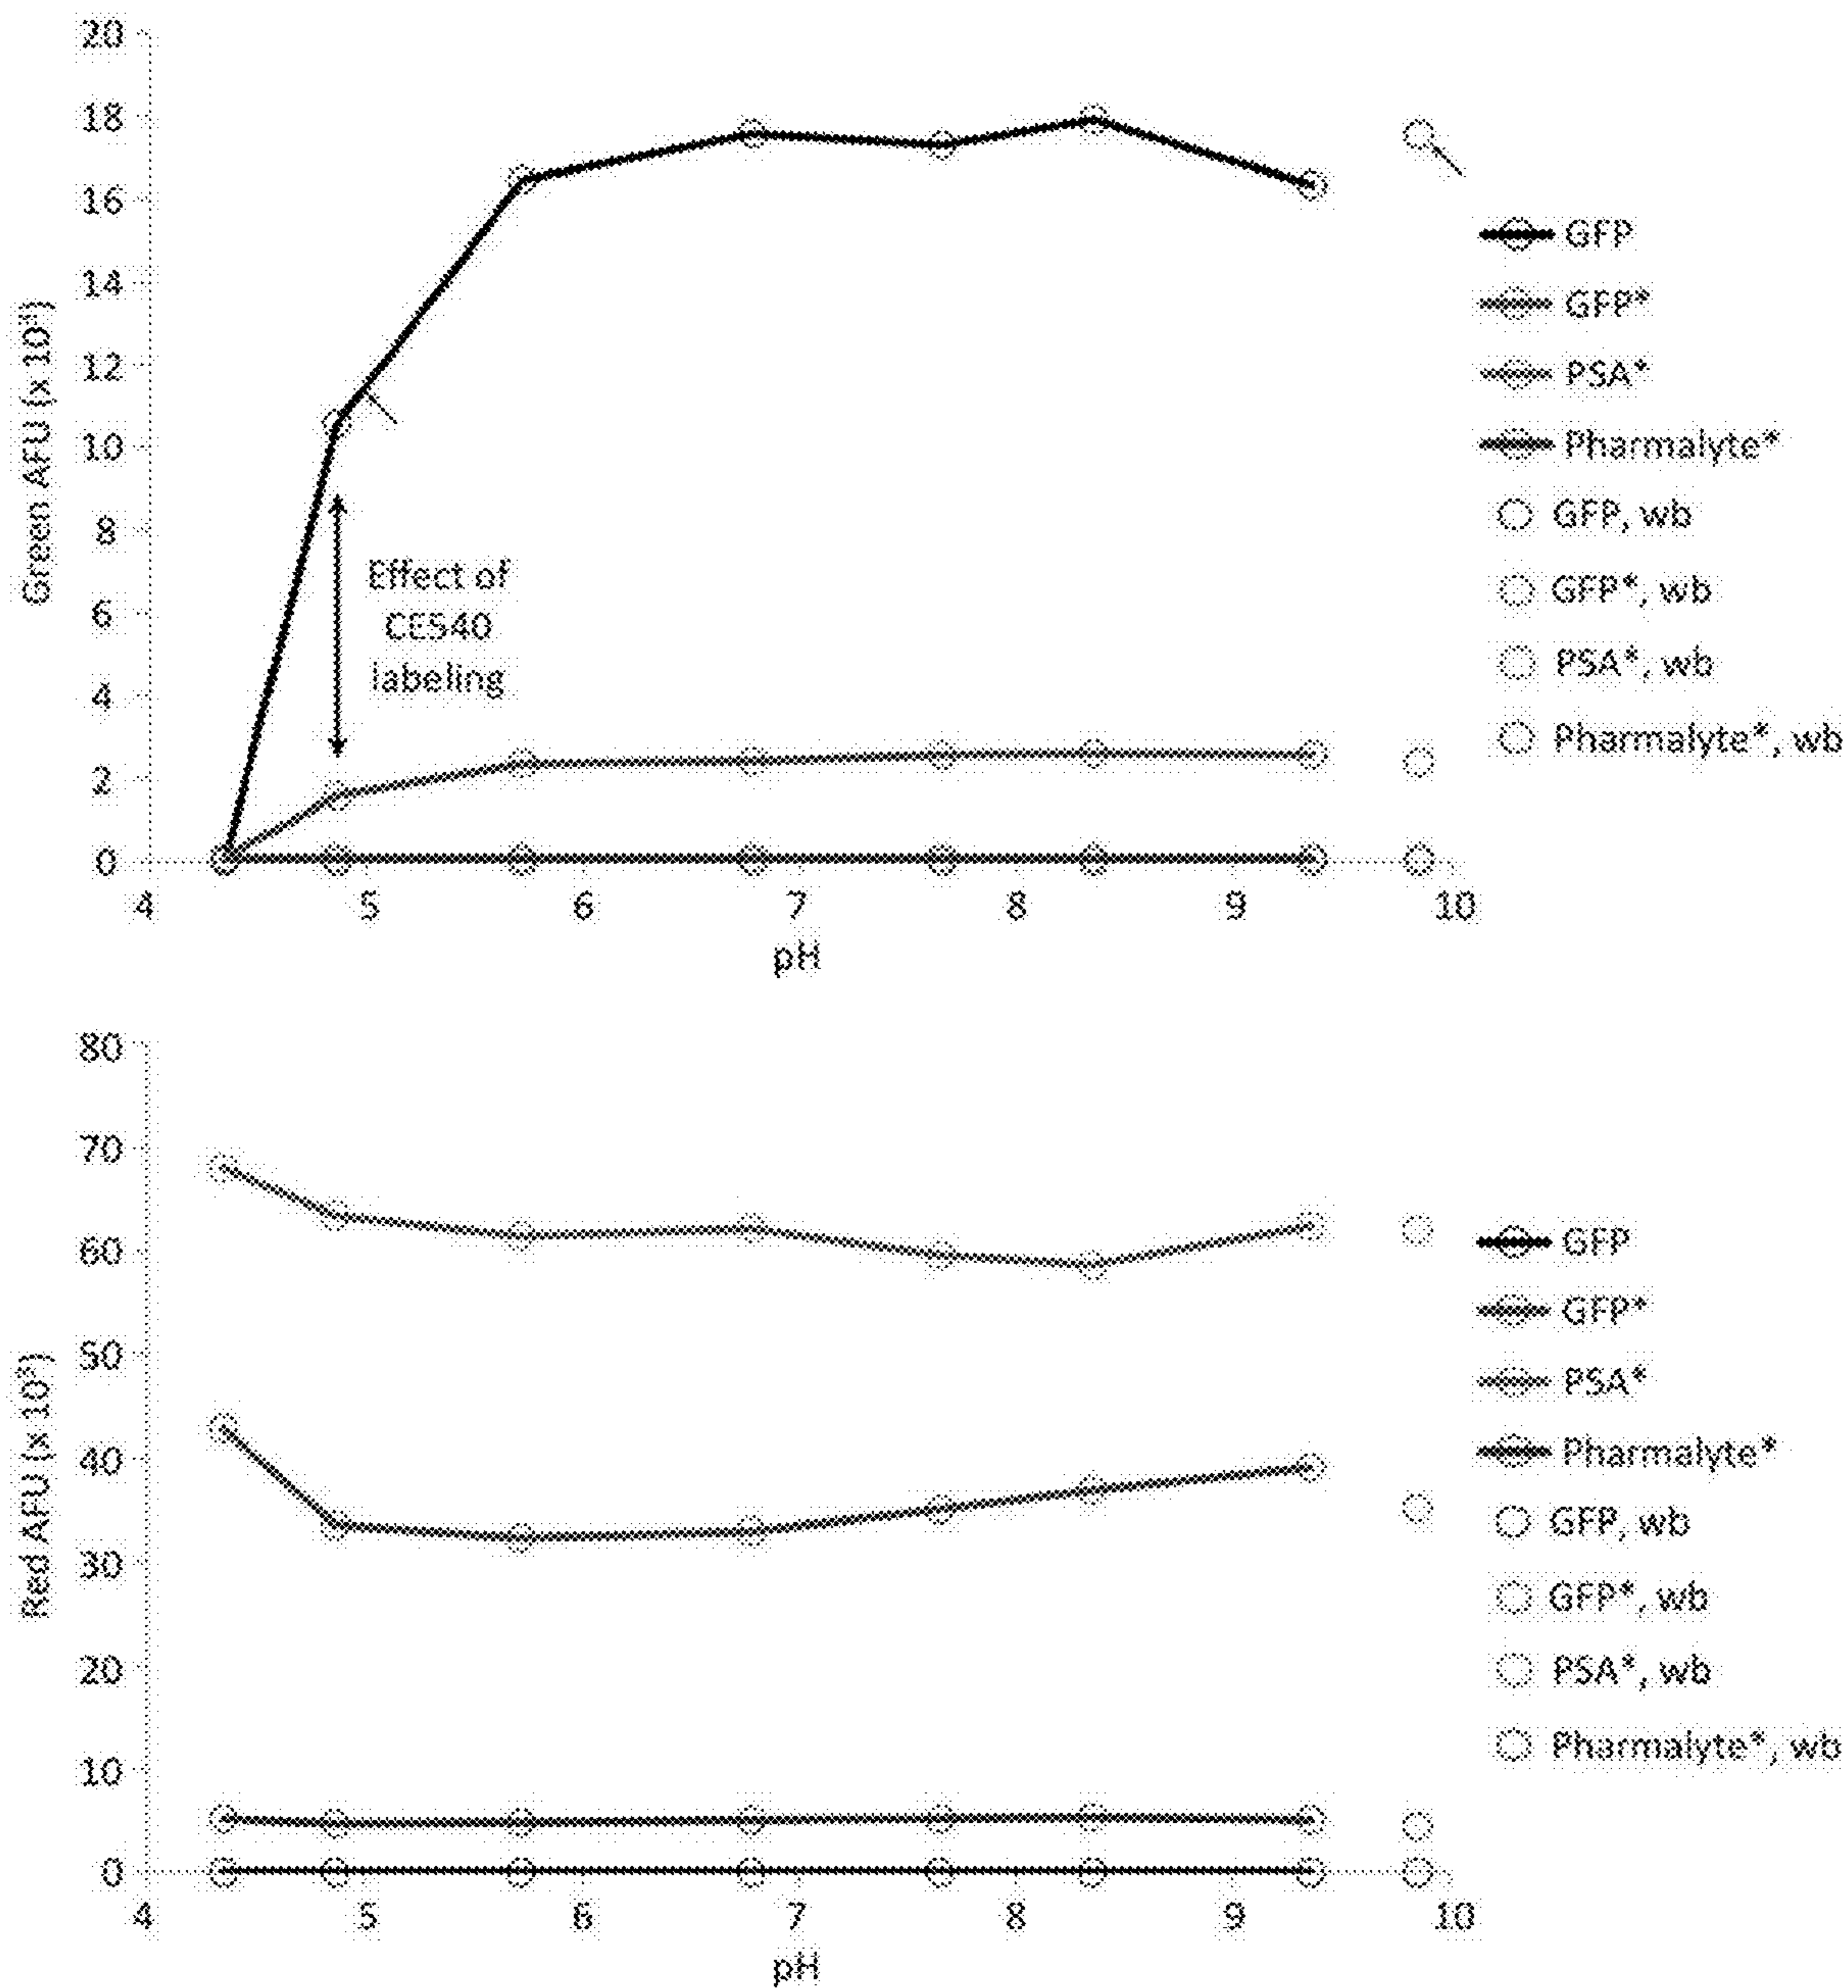 20
18
16
14
12
10
8
6
4
2
0
Green AFU (x 10⁸)
Effect of
CE540
labeling
4 5 6 7 8 9 10
pH
GFP
GFP*
PSA*
Pharmalyte*
GFP, wb
GFP*, wb
PSA*, wb
Pharmalyte*, wb
80
70
60
50
40
30
20
10
0
Red AFU (x 10⁸)
4 5 6 7 8 9 10
pH
GFP
GFP*
PSA*
Pharmalyte*
GFP, wb
GFP*, wb
PSA*, wb
Pharmalyte*, wb